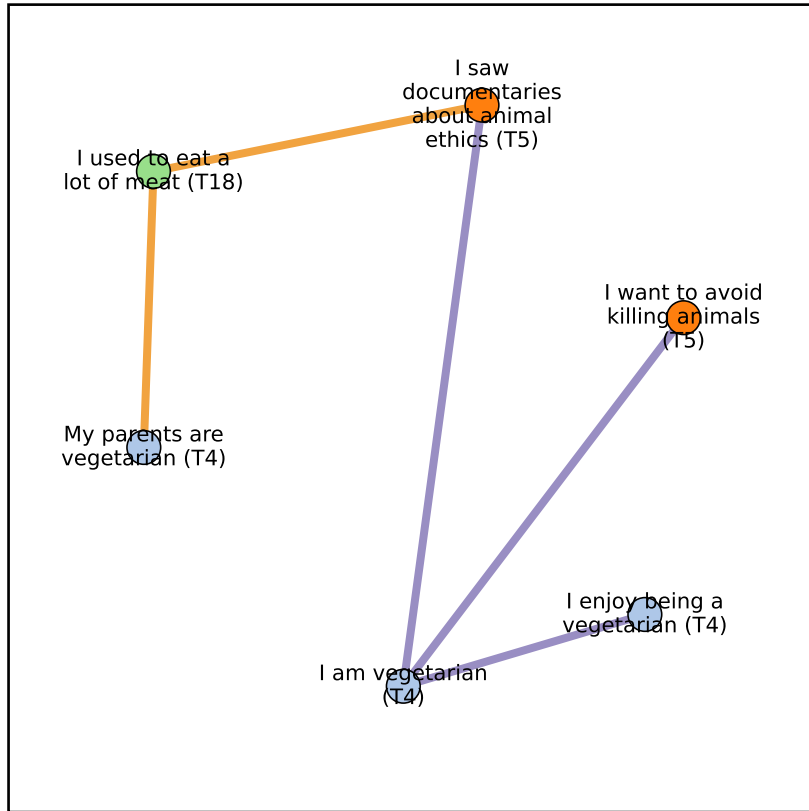 I saw
documentaries
about animal
ethics (T5)
I used to eat a
lot of meat (T18)
I want to avoid
killing animals
(T5)
My parents are
vegetarian (T4)
I enjoy being a
vegetarian (T4)
I am vegetarian
(T4)